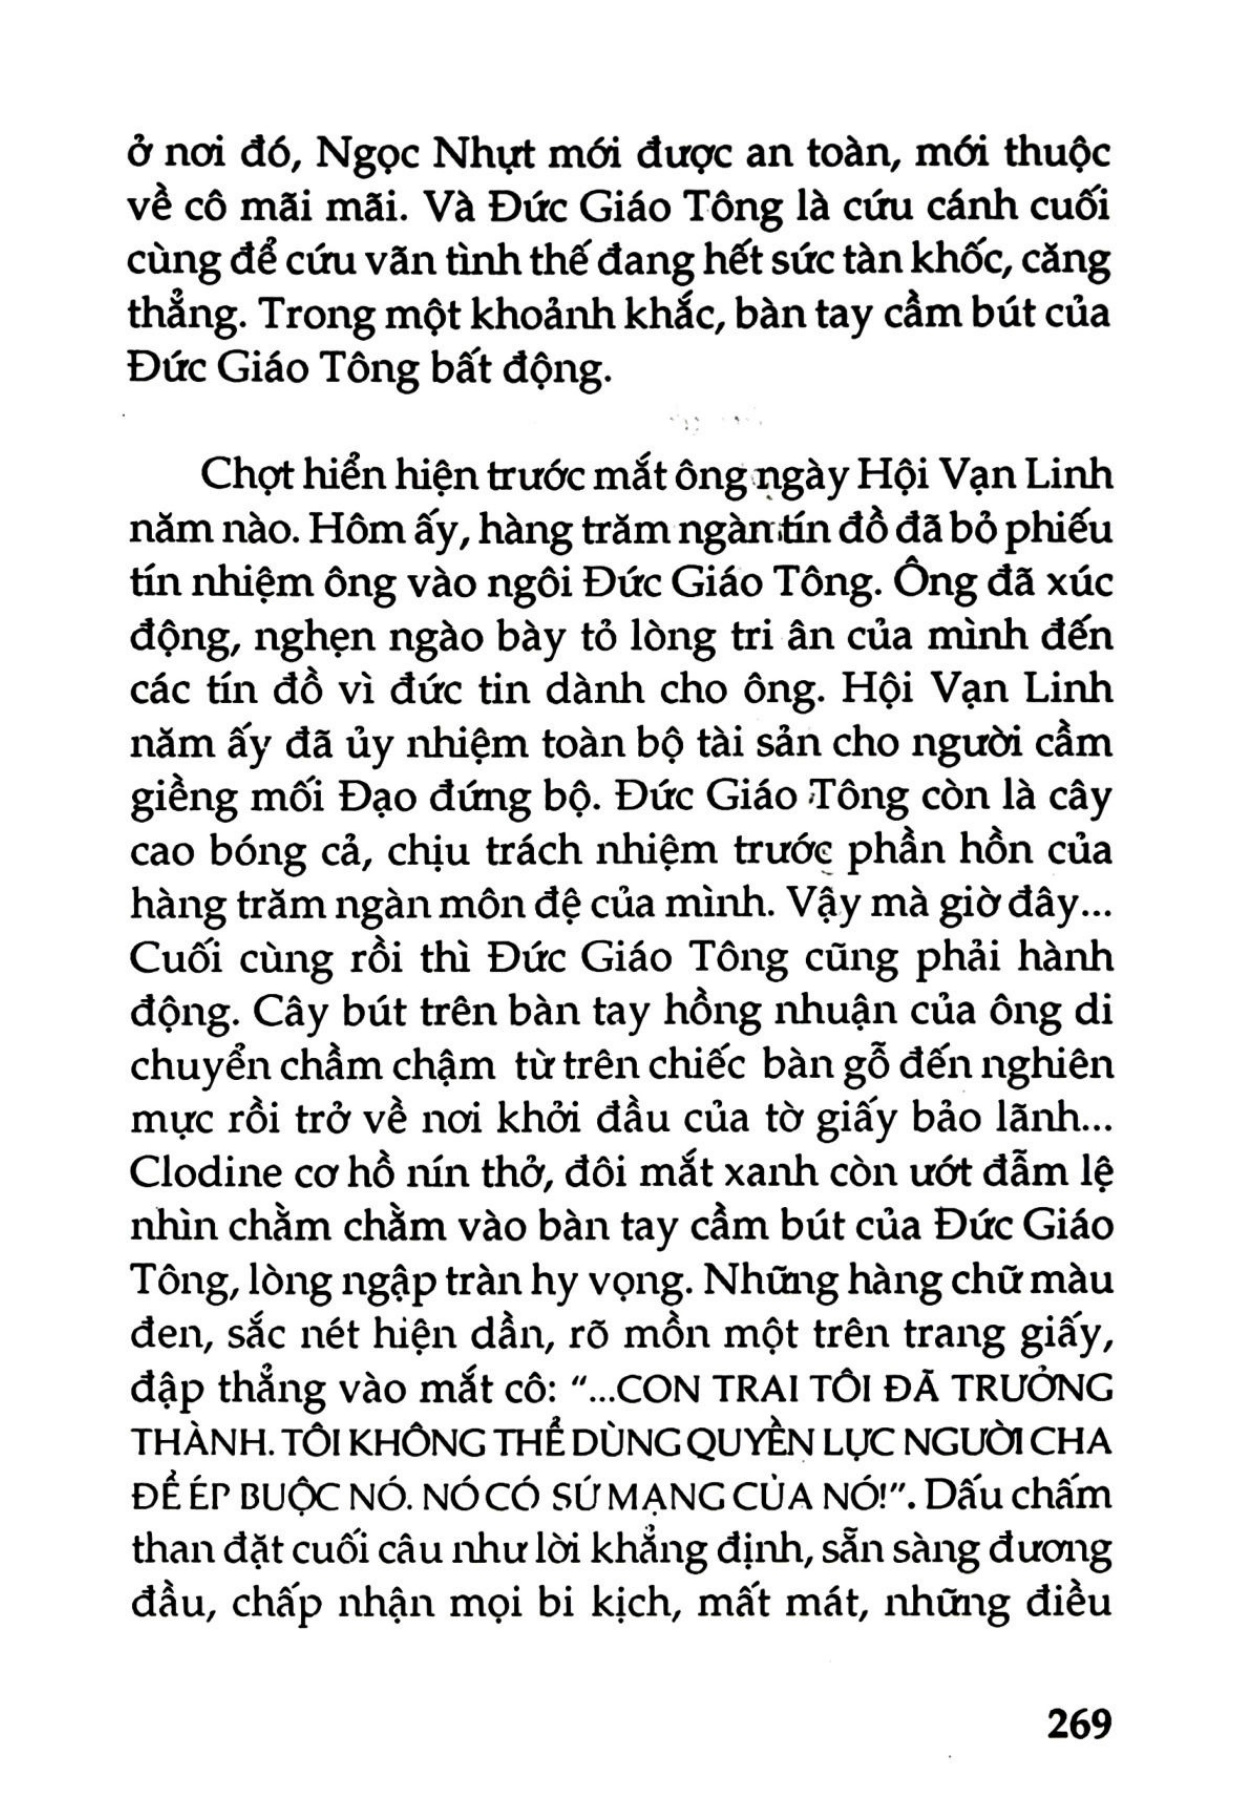 ở nơi đó, Ngọc Nhựt mới được an toàn, mới thuộc
về cô mãi mãi. Và Đức Giáo Tông là cứu cánh cuối
cùng để cứu vãn tình thế đang hết sức tàn khốc, căng
thẳng. Trong một khoảnh khắc, bàn tay cầm bút của
Đức Giáo Tông bất động.
Chợt hiển hiện trước mắt ông ngày Hội Vạn Linh
năm nào. Hôm ấy, hàng trăm ngàn tín đồ đã bỏ phiếu
tín nhiệm ông vào ngôi Đức Giáo Tông. Ông đã xúc
động, nghẹn ngào bày tỏ lòng tri ân của mình đến
các tín đồ vì đức tin dành cho ông. Hội Vạn Linh
năm ấy đã ủy nhiệm toàn bộ tài sản cho người cầm
giềng mối Đạo đứng bộ. Đức Giáo Tông còn là cây
cao bóng cả, chịu trách nhiệm trước phần hồn của
hàng trăm ngàn môn đệ của mình. Vậy mà giờ đây...
Cuối cùng rồi thì Đức Giáo Tông cũng phải hành
động. Cây bút trên bàn tay hồng nhuận của ông di
chuyển chầm chậm từ trên chiếc bàn gỗ đến nghiên
mực rồi trở về nơi khởi đầu của tờ giấy bảo lãnh...
Clodine cơ hồ nín thở, đôi mắt xanh còn ướt đẫm lệ
nhìn chằm chằm vào bàn tay cầm bút của Đức Giáo
Tông, lòng ngập tràn hy vọng. Những hàng chữ màu
đen, sắc nét hiện dần, rõ mồn một trên trang giấy,
đập thẳng vào mắt cô: "...CON TRAI TÔI ĐÃ TRƯỞNG
THÀNH. TÔI KHÔNG THỂ DÙNG QUYỀN LỰC NGƯỜI CHA
ĐỂ ÉP BUỘC NÓ. NÓ CÓ SỨ MẠNG CỦA NÓ!". Dấu chấm
than đặt cuối câu như lời khẳng định, sẵn sàng đương
đầu, chấp nhận mọi bi kịch, mất mát, những điều
269